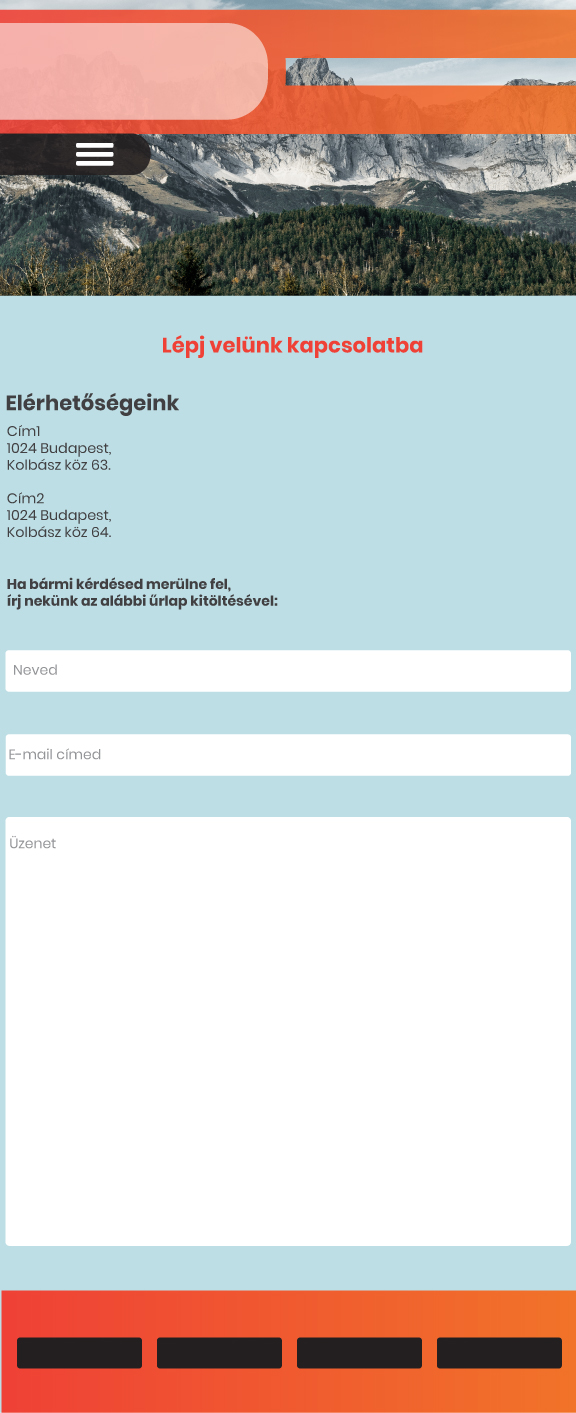 Lépj velünk kapcsolatba
Elérhetőségeink
Cím1
1024 Budapest,
Kolbász köz 63.
Cím2
1024 Budapest,
Kolbász köz 64.
Ha bármi kérdésed merülne fel,
írj nekünk az alábbi űrlap kitöltésével:
Neved
E-mail címed
Üzenet